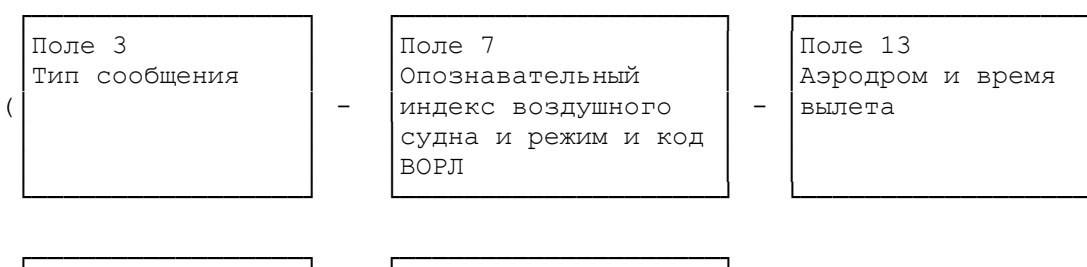 Поле 3 Поле 7 Поле 13
Тип сообщения Опознавательный Аэродром и время
( - индекс воздушного - вылета
судна и режим и код
ВОРЛ